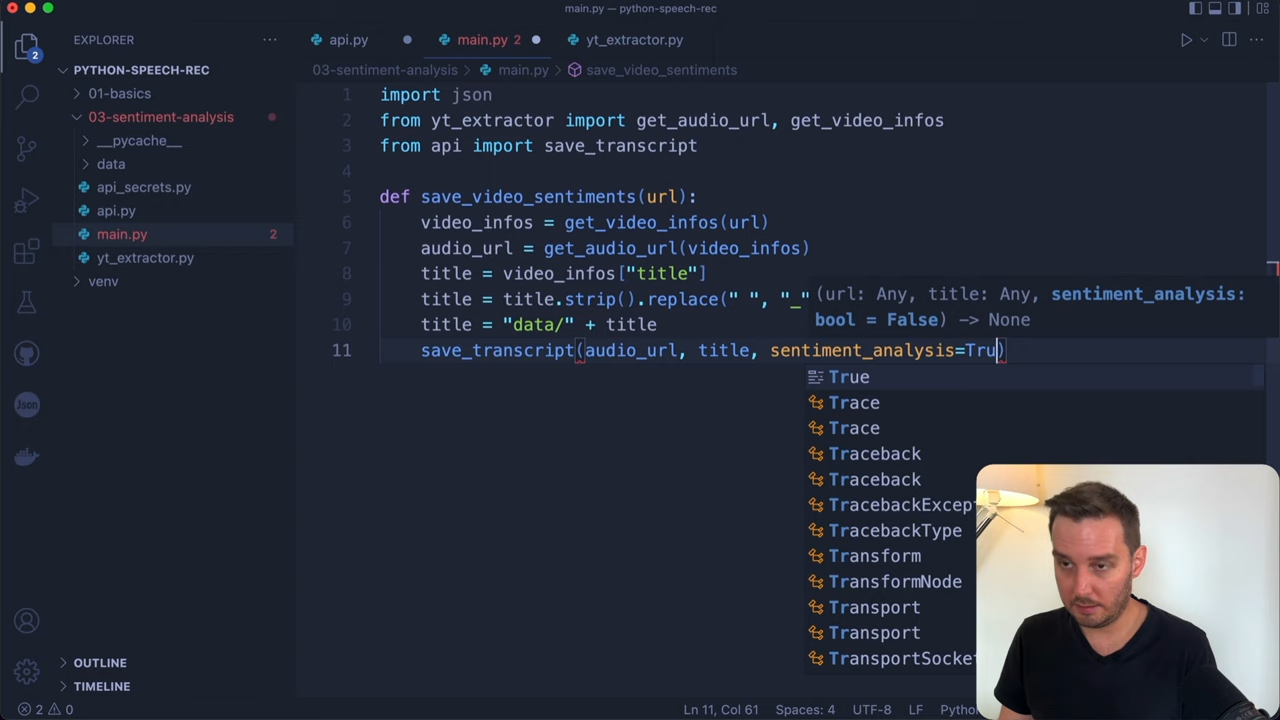 main.py — python-speech-rec
EXPLORER
api.py
main.py 2
yt_extractor.py
PYTHON-SPEECH-REC
03-sentiment-analysis > main.py > save_video_sentiments
01-basics
03-sentiment-analysis
__pycache__
data
api_secrets.py
api.py
main.py 2
yt_extractor.py
venv
2
Json
1 import json
2 from yt_extractor import get_audio_url, get_video_infos
3 from api import save_transcript
4
5 def save_video_sentiments(url):
6 video_infos = get_video_infos(url)
7 audio_url = get_audio_url(video_infos)
8 title = video_infos["title"]
9 title = title.strip().replace(" ", "_"
10 title = "data/" + title
11 save_transcript(audio_url, title, sentiment_analysis=Tru)
(url: Any, title: Any, sentiment_analysis:
bool = False) -> None
True
Trace
Trace
Traceback
Traceback
TracebackExcep
TracebackType
Transform
TransformNode
Transport
Transport
TransportSocke
OUTLINE
TIMELINE
2 0
Ln 11, Col 61 Spaces: 4 UTF-8 LF Pytho